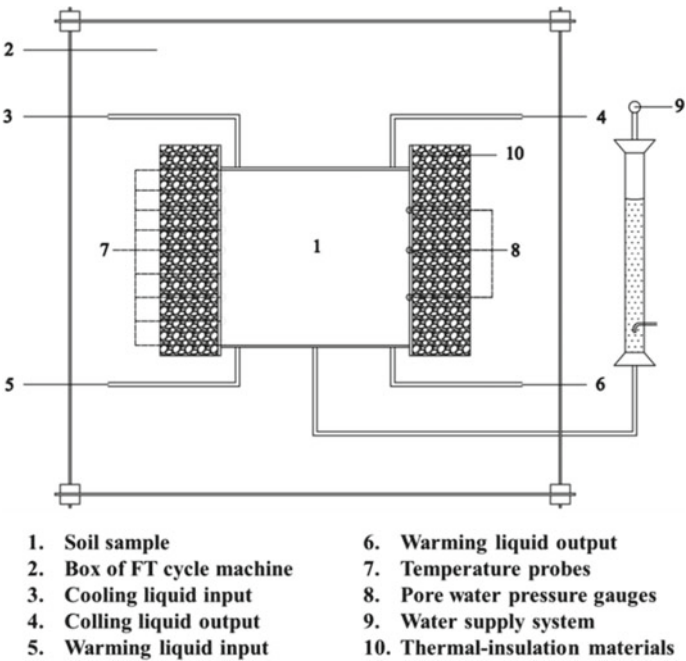 2
9
3
4
10
7
1
8
5
6
1. Soil sample
2. Box of FT cycle machine
3. Cooling liquid input
4. Colling liquid output
5. Warming liquid input
6. Warming liquid output
7. Temperature probes
8. Pore water pressure gauges
9. Water supply system
10. Thermal-insulation materials